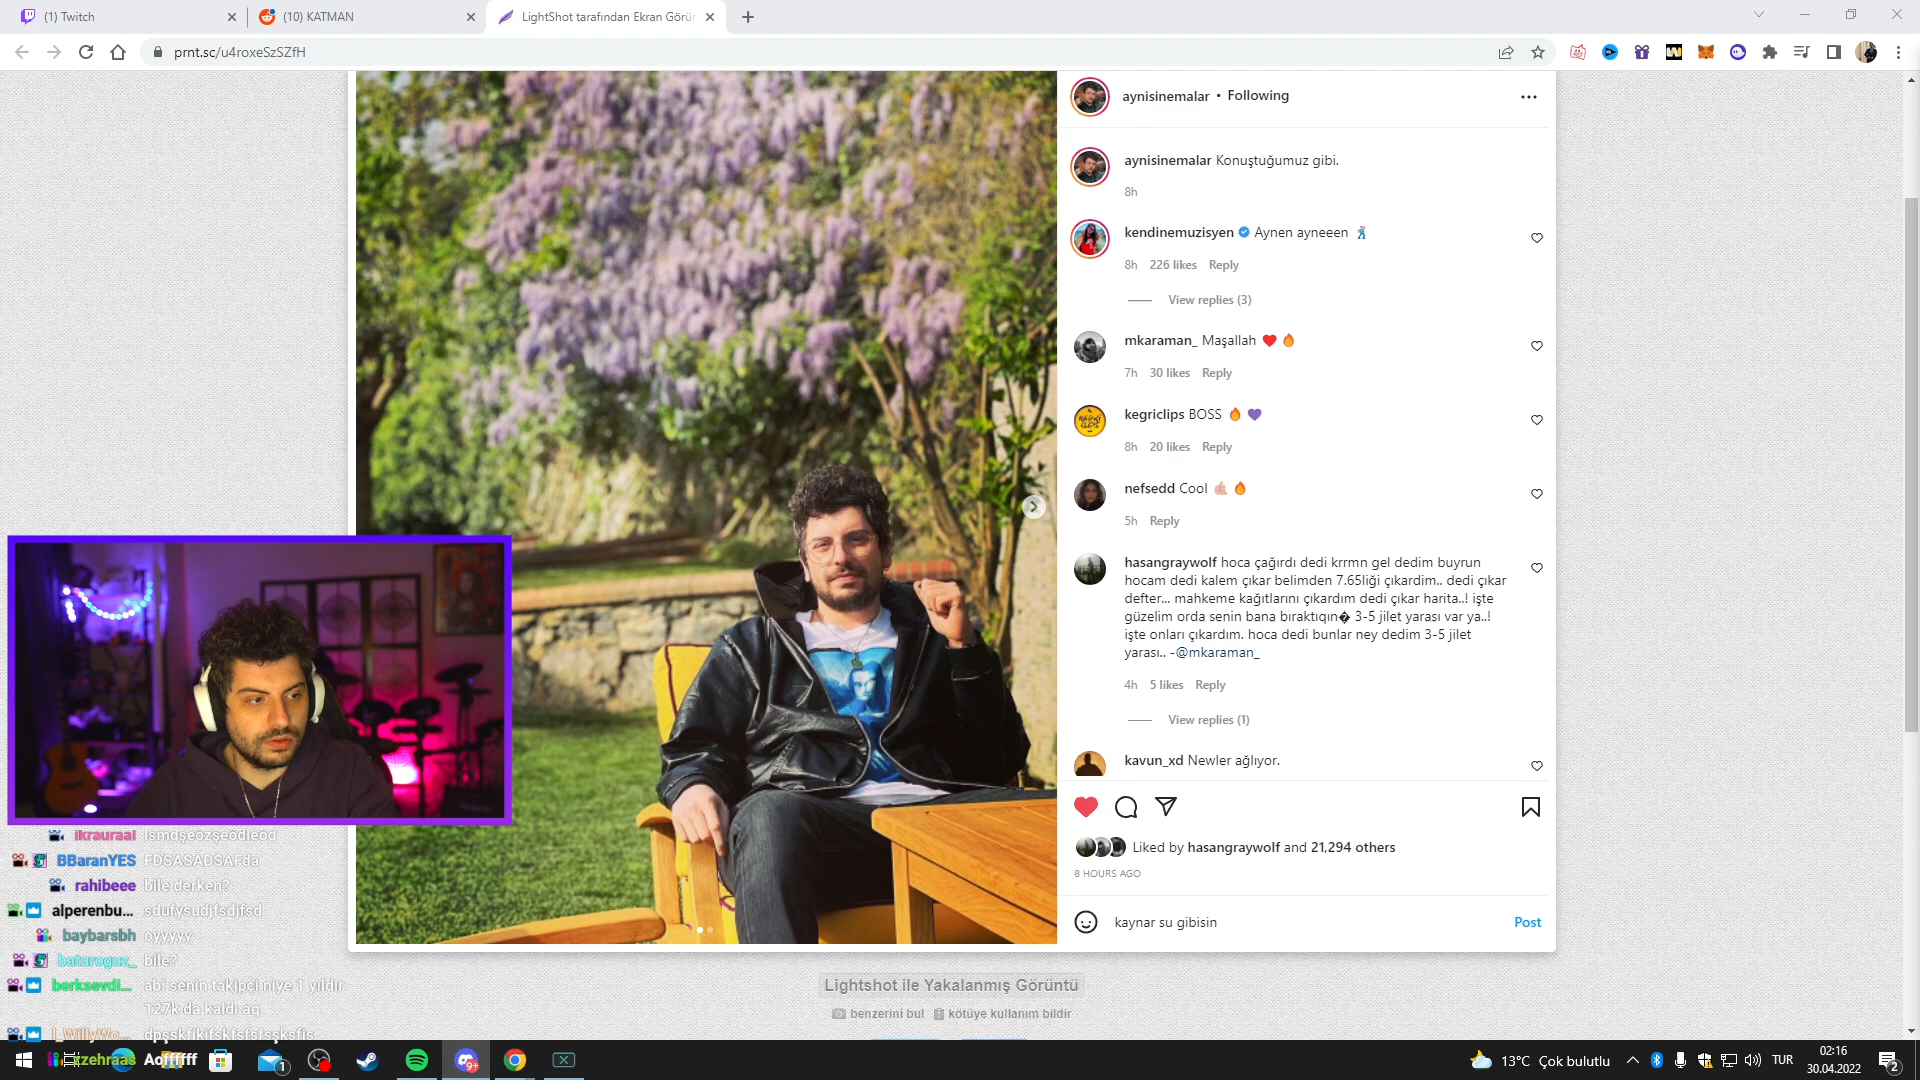 (1) Twitch
(10) KATMAN
LightShot tarafından Ekran Görür
prnt.sc/u4roxeSzSZfH
aynisinemalar • Following
aynisinemalar Konuştuğumuz gibi.
8h
kendinemuzisyen Aynen ayneeen
8h 226 likes Reply
View replies (3)
mkaraman_ Maşallah ❤️ 🔥
7h 30 likes Reply
kegriclips BOSS 🔥 💜
8h 20 likes Reply
nefsedd Cool 🤙🏻 🔥
5h Reply
hasangraywolf hoca çağırdı dedi krrmn gel dedim buyrun
hocam dedi kalem çıkar belimden 7.65liği çıkardim.. dedi çıkar
defter... mahkeme kağıtlarını çıkardım dedi çıkar harita..! işte
güzelim orda senin bana bıraktıqın� 3-5 jilet yarası var ya..!
işte onları çıkardım. hoca dedi bunlar ney dedim 3-5 jilet
yarası.. -@mkaraman_
4h 5 likes Reply
View replies (1)
kavun_xd Newler ağlıyor.
Liked by hasangraywolf and 21,294 others
8 HOURS AGO
kaynar su gibisin Post
Lightshot ile Yakalanmış Görüntü
benzerini bul kötüye kullanım bildir
ikrauraal
BBaranYES FDSASADSAFda
rahibeee bile derken?
alperenbu... sdufysudjfsdjfsd
baybarsbh oyyyyy
baturoguz_ bile?
berksevdi... abi senin takipçi niye 1 yıldır
127k da kaldı aq
zzehraas Aofffff
1
9+
13°C Çok bulutlu
TUR
02:16
30.04.2022
2